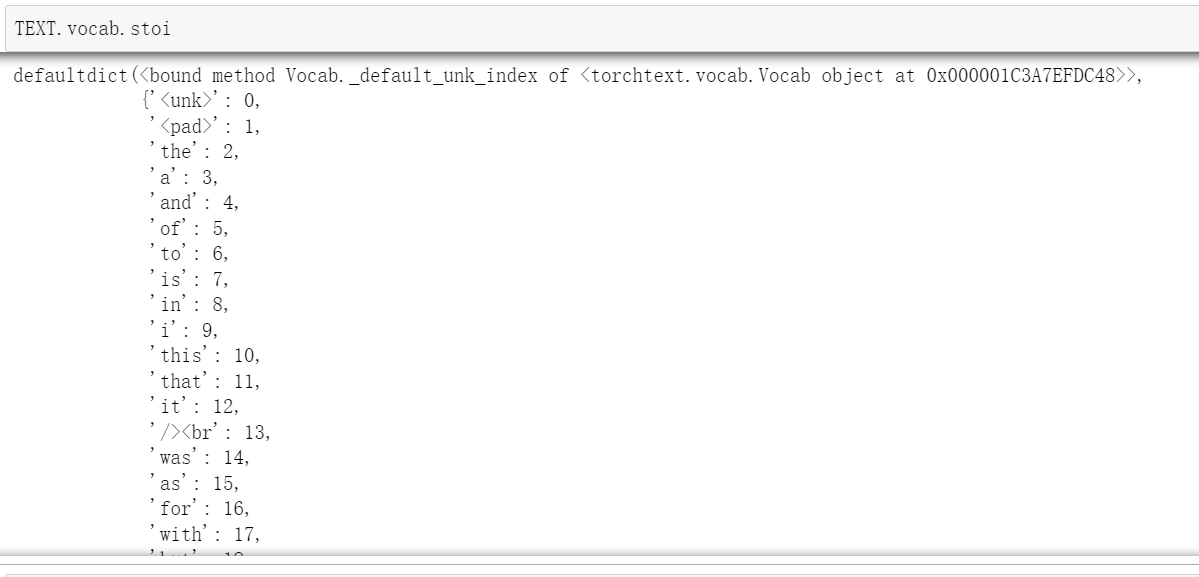 TEXT.vocab.stoi
defaultdict(<bound method Vocab._default_unk_index of <torchtext.vocab.Vocab object at 0x000001C3A7EFDC48>>,
{'<unk>': 0,
'<pad>': 1,
'the': 2,
'a': 3,
'and': 4,
'of': 5,
'to': 6,
'is': 7,
'in': 8,
'i': 9,
'this': 10,
'that': 11,
'it': 12,
'/><br': 13,
'was': 14,
'as': 15,
'for': 16,
'with': 17,